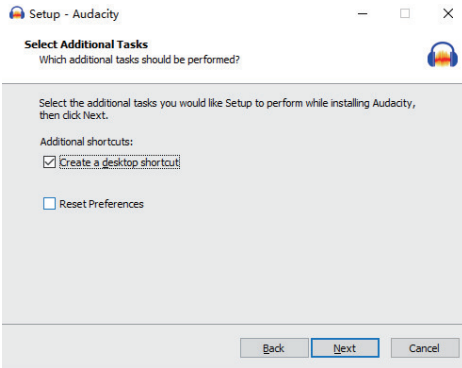 Setup - Audacity
Select Additional Tasks
Which additional tasks should be performed?
Select the additional tasks you would like Setup to perform while installing Audacity,
then click Next.
Additional shortcuts:
Create a desktop shortcut
Reset Preferences
Back Next Cancel